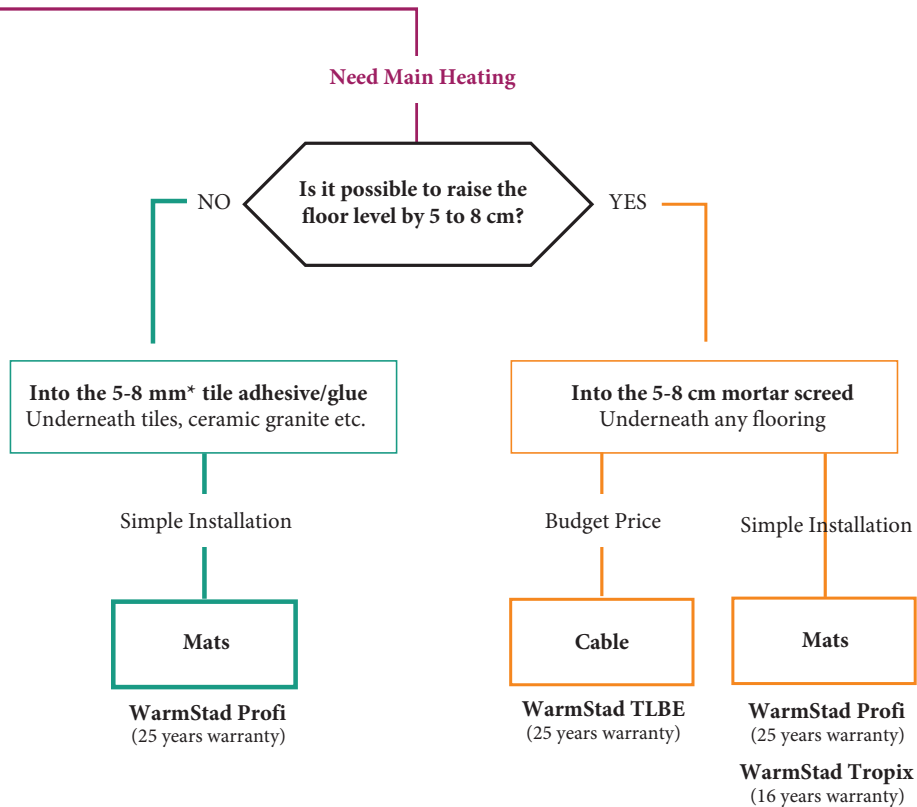 Need Main Heating
Is it possible to raise the
floor level by 5 to 8 cm?
NO
YES
Into the 5-8 mm* tile adhesive/glue
Underneath tiles, ceramic granite etc.
Into the 5-8 cm mortar screed
Underneath any flooring
Simple Installation
Budget Price
Simple Installation
Mats
Cable
Mats
WarmStad Profi
(25 years warranty)
WarmStad TLBE
(25 years warranty)
WarmStad Profi
(25 years warranty)
WarmStad Tropix
(16 years warranty)